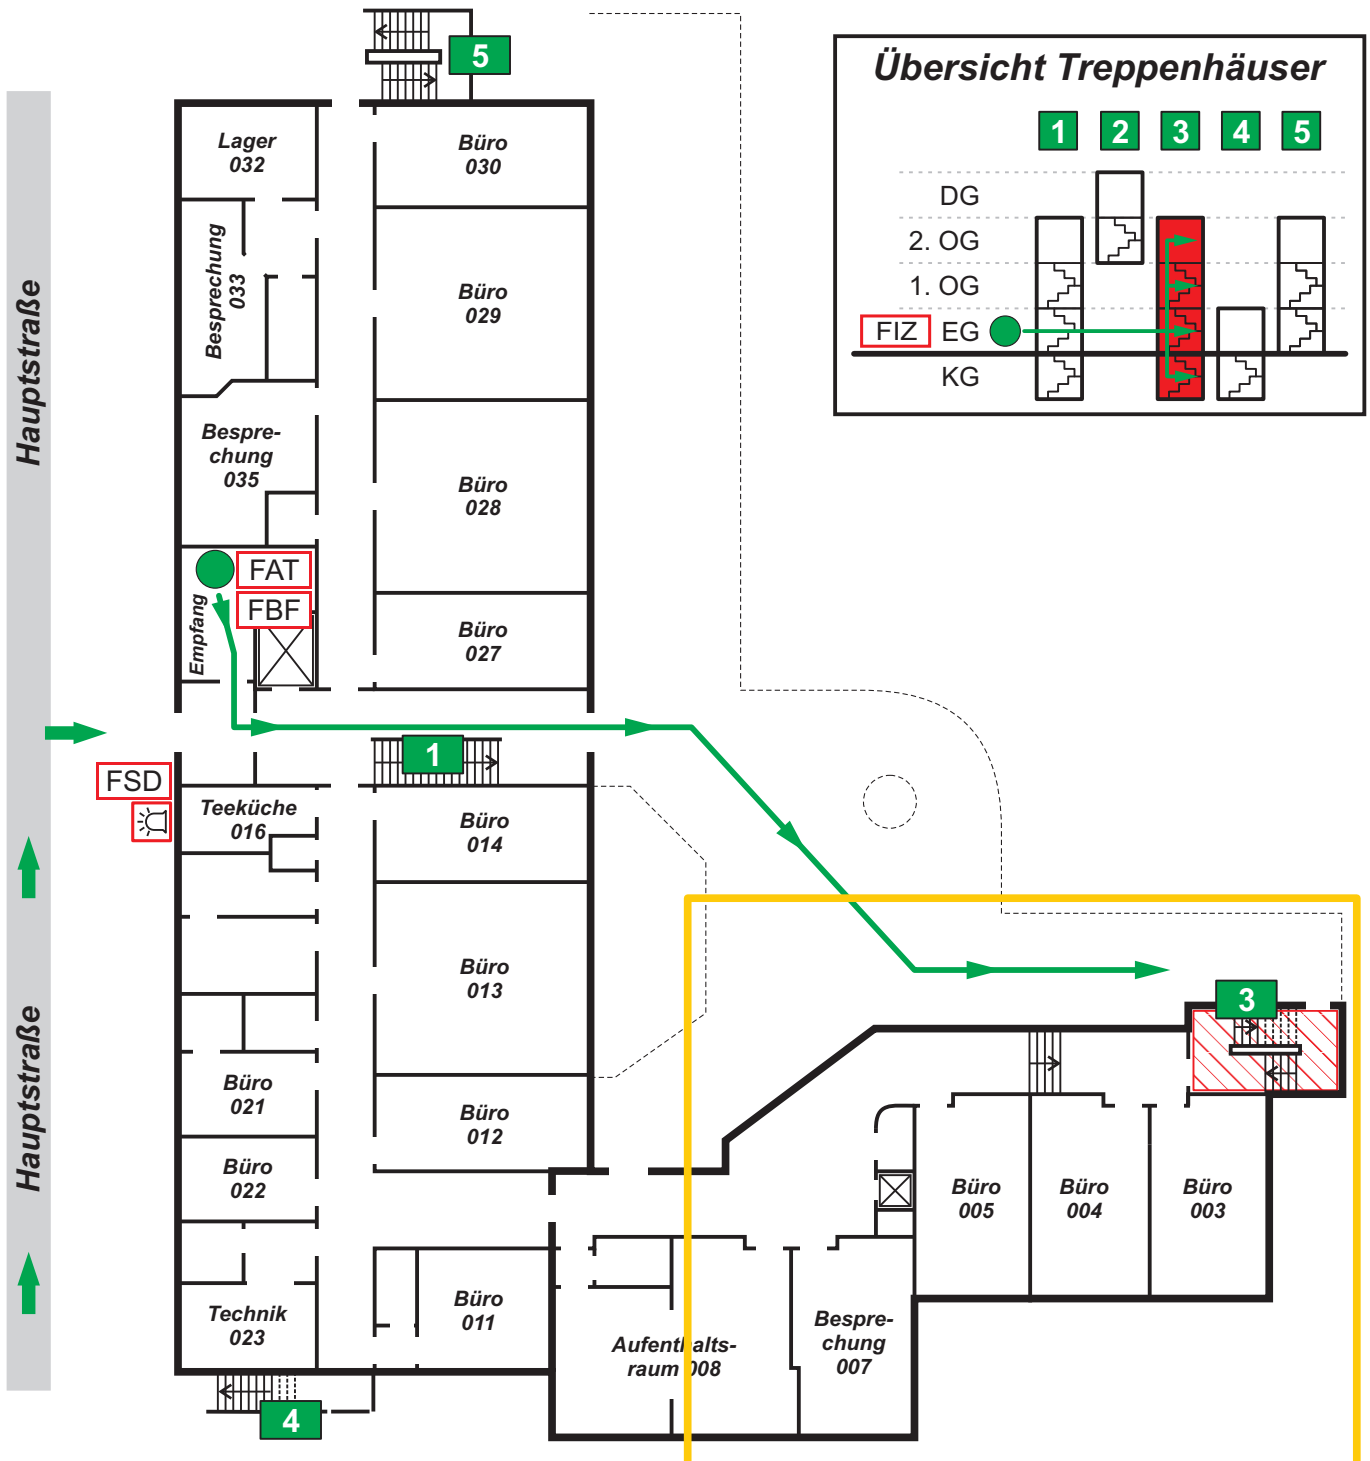 5
Übersicht Treppenhäuser
1 2 3 4 5
DG
2. OG
1. OG
FIZ EG
KG
Hauptstraße
Hauptstraße
Lager
032
Büro
030
Besprechung
033
Büro
029
Bespre-
chung
035
Büro
028
FAT
FBF
Empfang
Büro
027
1
FSD
Teeküche
016
Büro
014
Büro
013
3
Büro
021
Büro
012
Büro
022
Büro
005
Büro
004
Büro
003
Technik
023
Büro
011
Aufenthalts-
raum 008
Bespre-
chung
007
4